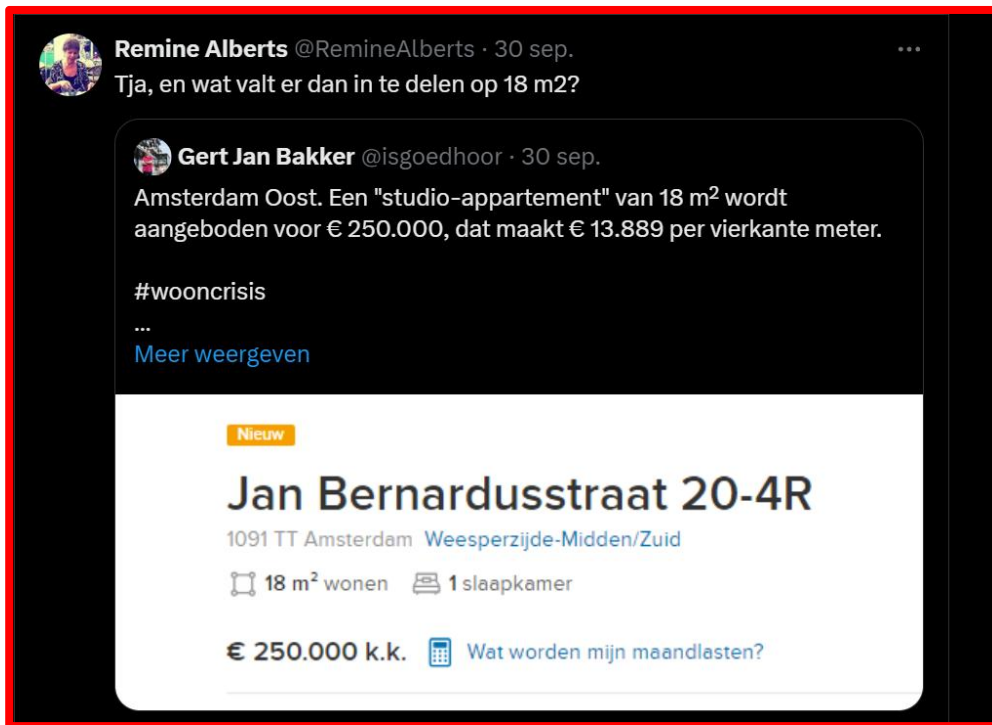 Remine Alberts @RemineAlberts · 30 sep.
Tja, en wat valt er dan in te delen op 18 m2?
Gert Jan Bakker @isgoedhoor · 30 sep.
Amsterdam Oost. Een "studio-appartement" van 18 m² wordt
aangeboden voor € 250.000, dat maakt € 13.889 per vierkante meter.
#wooncrisis
...
Meer weergeven
Nieuw
Jan Bernardusstraat 20-4R
1091 TT Amsterdam Weesperzijde-Midden/Zuid
18 m² wonen 1 slaapkamer
€ 250.000 k.k. Wat worden mijn maandlasten?